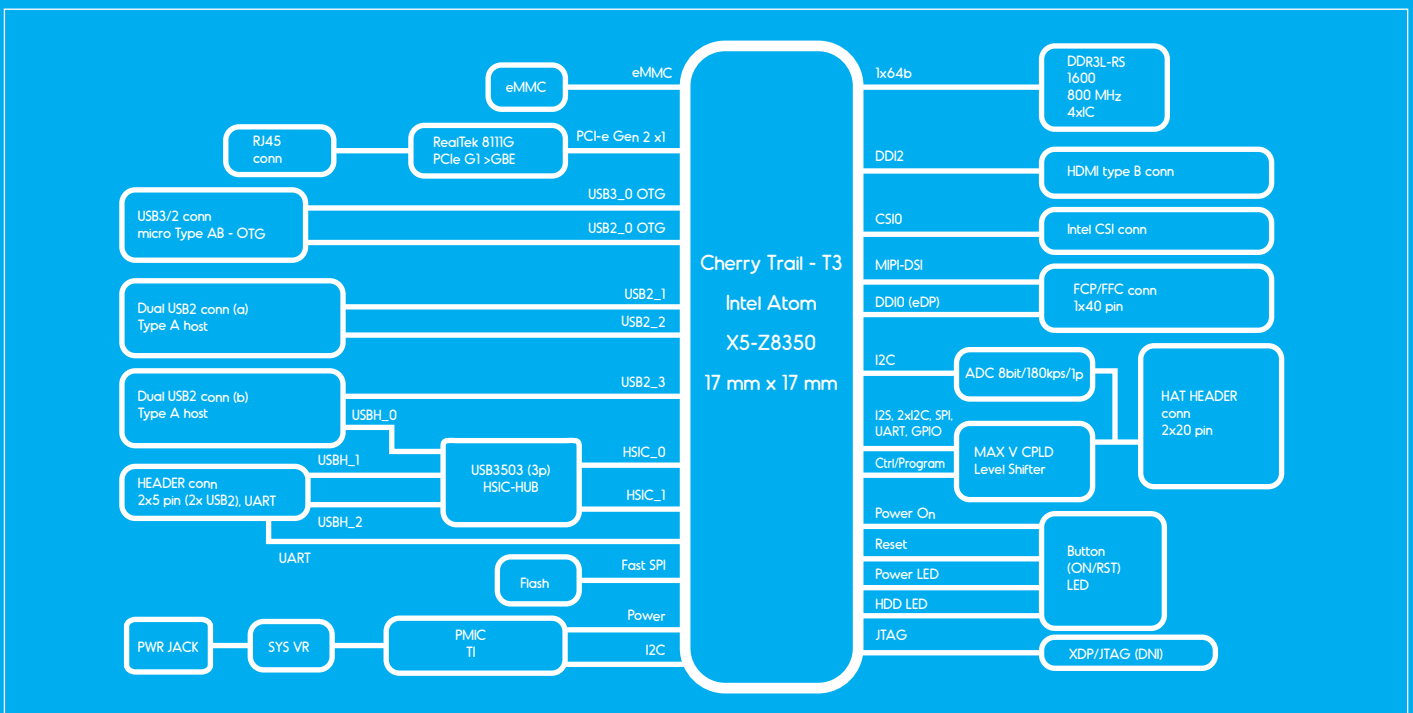 eMMC
eMMC
RJ45
conn
RealTek 8111G
PCIe G1 >GBE
PCI-e Gen 2 x1
USB3/2 conn
micro Type AB - OTG
USB3_0 OTG
USB2_0 OTG
Dual USB2 conn (a)
Type A host
USB2_1
USB2_2
Dual USB2 conn (b)
Type A host
USB2_3
USBH_0
USBH_1
HEADER conn
2x5 pin (2x USB2), UART
USBH_2
UART
USB3503 (3p)
HSIC-HUB
HSIC_0
HSIC_1
Flash
Fast SPI
PWR JACK
SYS VR
PMIC
TI
Power
I2C
Cherry Trail - T3
Intel Atom
X5-Z8350
17 mm x 17 mm
1x64b
DDR3L-RS
1600
800 MHz
4xIC
DDI2
HDMI type B conn
CSI0
Intel CSI conn
MIPI-DSI
DDI0 (eDP)
FCP/FFC conn
1x40 pin
I2C
ADC 8bit/180kps/1p
I2S, 2xI2C, SPI,
UART, GPIO
Ctrl/Program
MAX V CPLD
Level Shifter
HAT HEADER
conn
2x20 pin
Power On
Reset
Power LED
HDD LED
Button
(ON/RST)
LED
JTAG
XDP/JTAG (DNI)